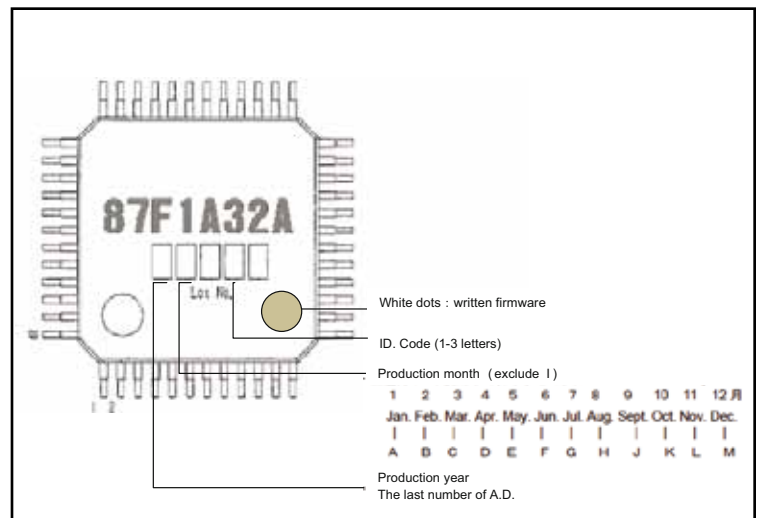 87F1A32A
Lot No.
1 2
White dots : written firmware
ID. Code (1-3 letters)
Production month (exclude I)
1 2 3 4 5 6 7 8 9 10 11 12月
Jan. Feb. Mar. Apr. May. Jun. Jul. Aug. Sept. Oct. Nov. Dec.
A B C D E F G H J K L M
Production year
The last number of A.D.